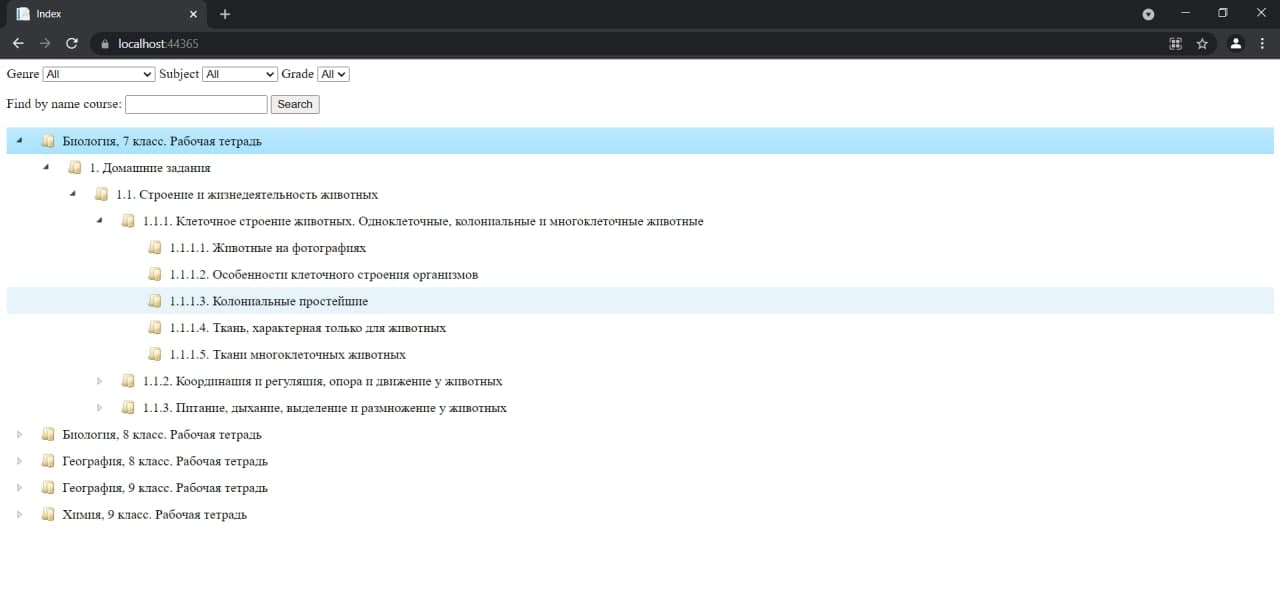 Index
localhost:44365
Genre All Subject All Grade All
Find by name course: Search
Биология, 7 класс. Рабочая тетрадь
1. Домашние задания
1.1. Строение и жизнедеятельность животных
1.1.1. Клеточное строение животных. Одноклеточные, колониальные и многоклеточные животные
1.1.1.1. Животные на фотографиях
1.1.1.2. Особенности клеточного строения организмов
1.1.1.3. Колониальные простейшие
1.1.1.4. Ткань, характерная только для животных
1.1.1.5. Ткани многоклеточных животных
1.1.2. Координация и регуляция, опора и движение у животных
1.1.3. Питание, дыхание, выделение и размножение у животных
Биология, 8 класс. Рабочая тетрадь
География, 8 класс. Рабочая тетрадь
География, 9 класс. Рабочая тетрадь
Химия, 9 класс. Рабочая тетрадь